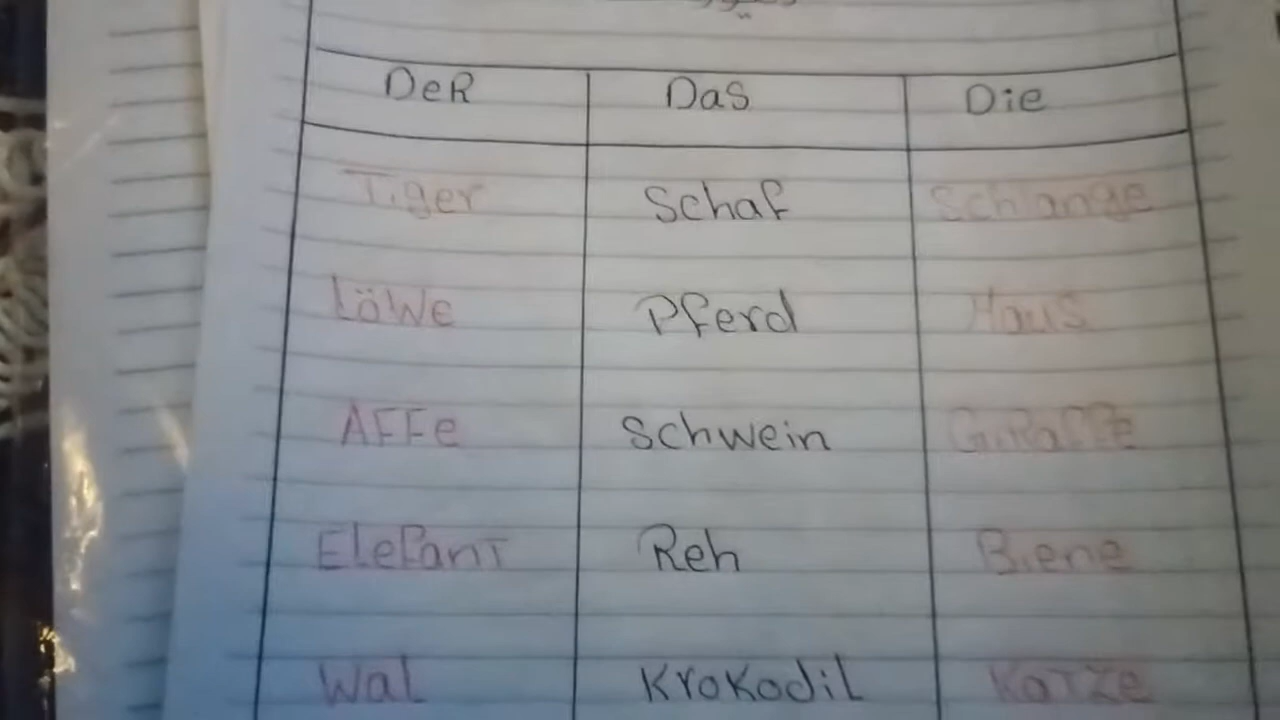 DeR Das Die
Tiger Schaf Schlange
Löwe Pferd Maus
AFFe Schwein GiRaffe
Elefant Reh Biene
Wal Krokodil Katze